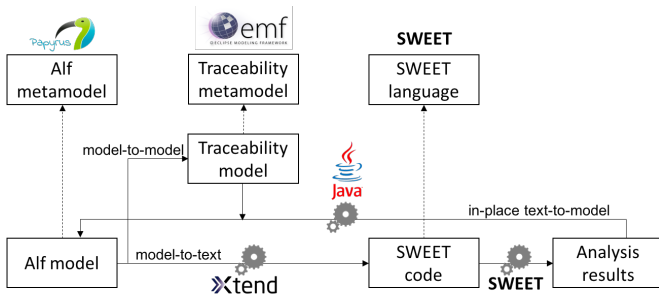 Papyrus
emf
ECLIPSE MODELING FRAMEWORK
SWEET
Alf
metamodel
Traceability
metamodel
SWEET
language
model-to-model
Traceability
model
Java
in-place text-to-model
Alf model
model-to-text
Xtend
SWEET
code
SWEET
Analysis
results